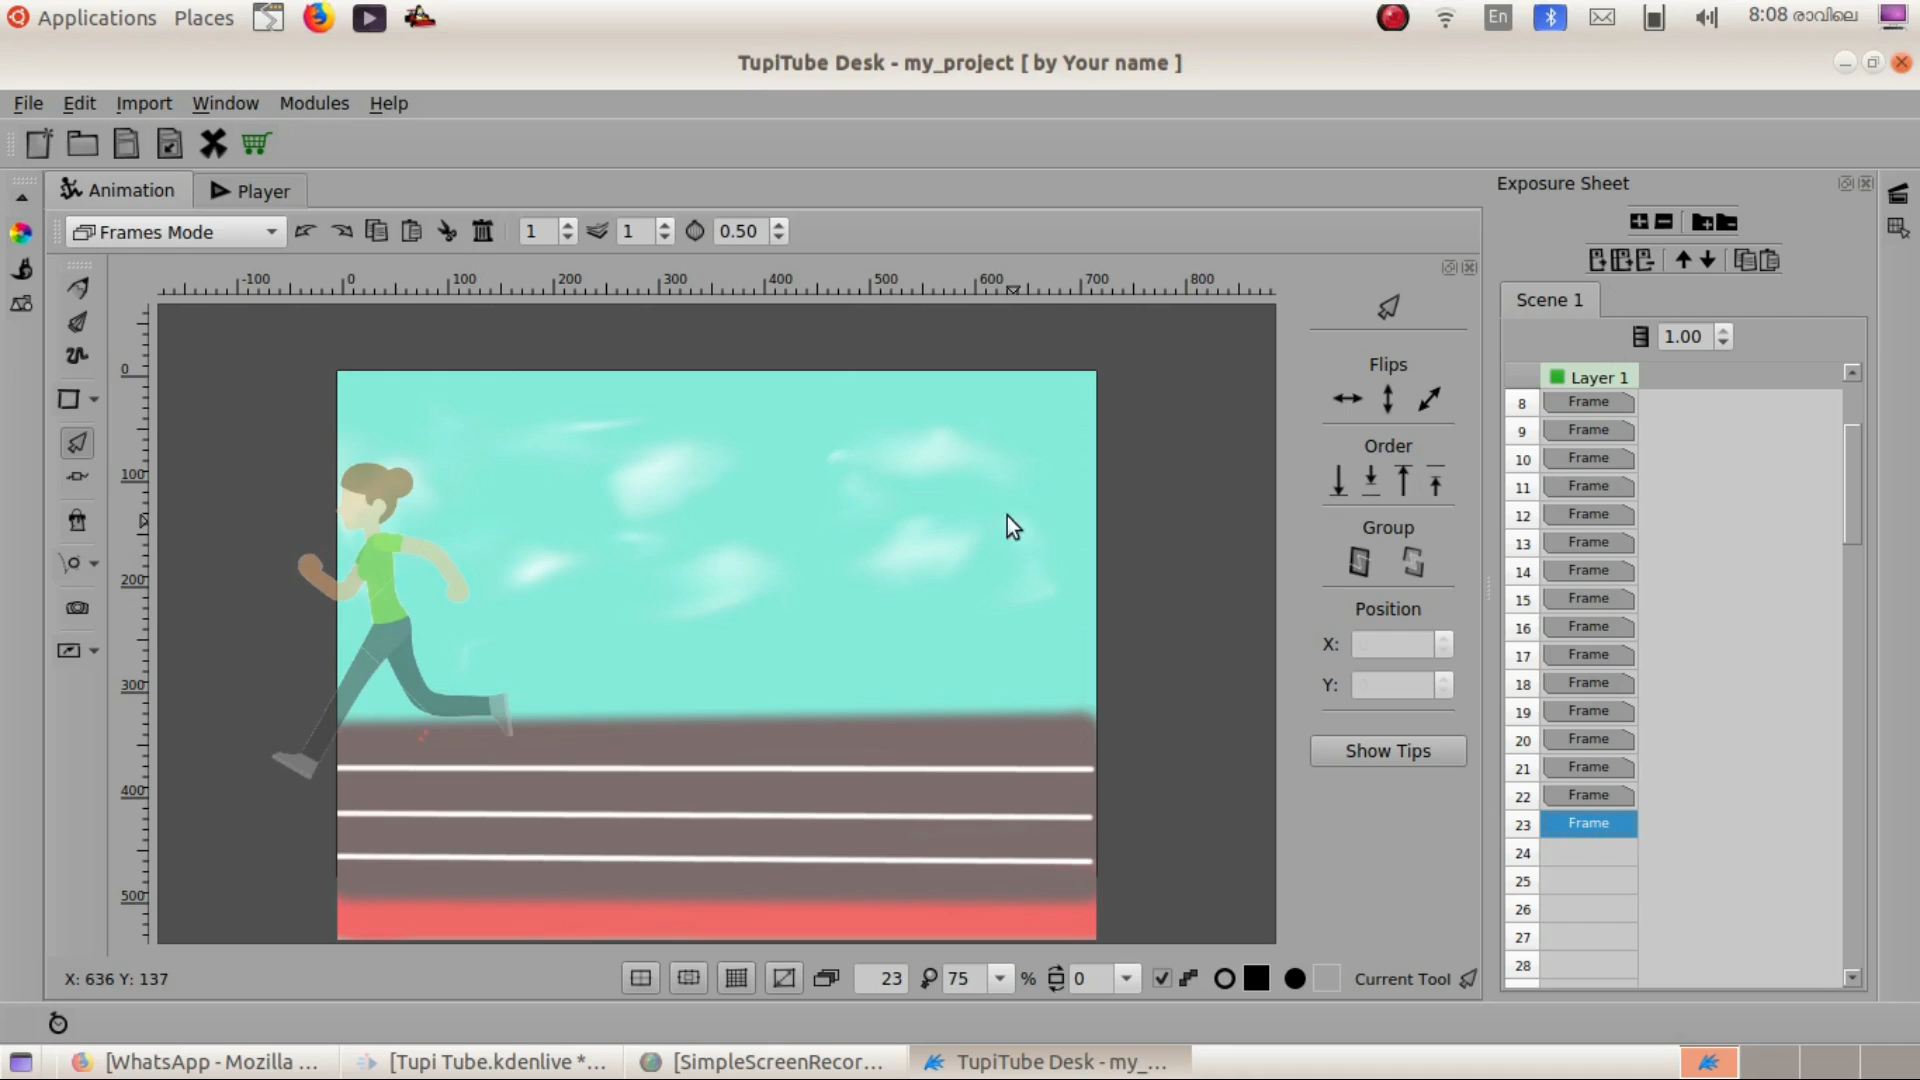 Applications Places En 8:08 രാവിലെ
TupiTube Desk - my_project [ by Your name ]
File Edit Import Window Modules Help
Animation Player
Frames Mode 1 1 0.50
-100 0 100 200 300 400 500 600 700 800
0
100
200
300
400
500
Flips
Order
Group
Position
X: 0
Y: 0
Show Tips
Exposure Sheet
Scene 1
1.00
Layer 1
8 Frame
9 Frame
10 Frame
11 Frame
12 Frame
13 Frame
14 Frame
15 Frame
16 Frame
17 Frame
18 Frame
19 Frame
20 Frame
21 Frame
22 Frame
23 Frame
24
25
26
27
28
X: 636 Y: 137 23 75 % 0 Current Tool
[WhatsApp - Mozilla ... [Tupi Tube.kdenlive *... [SimpleScreenRecor... TupiTube Desk - my_...